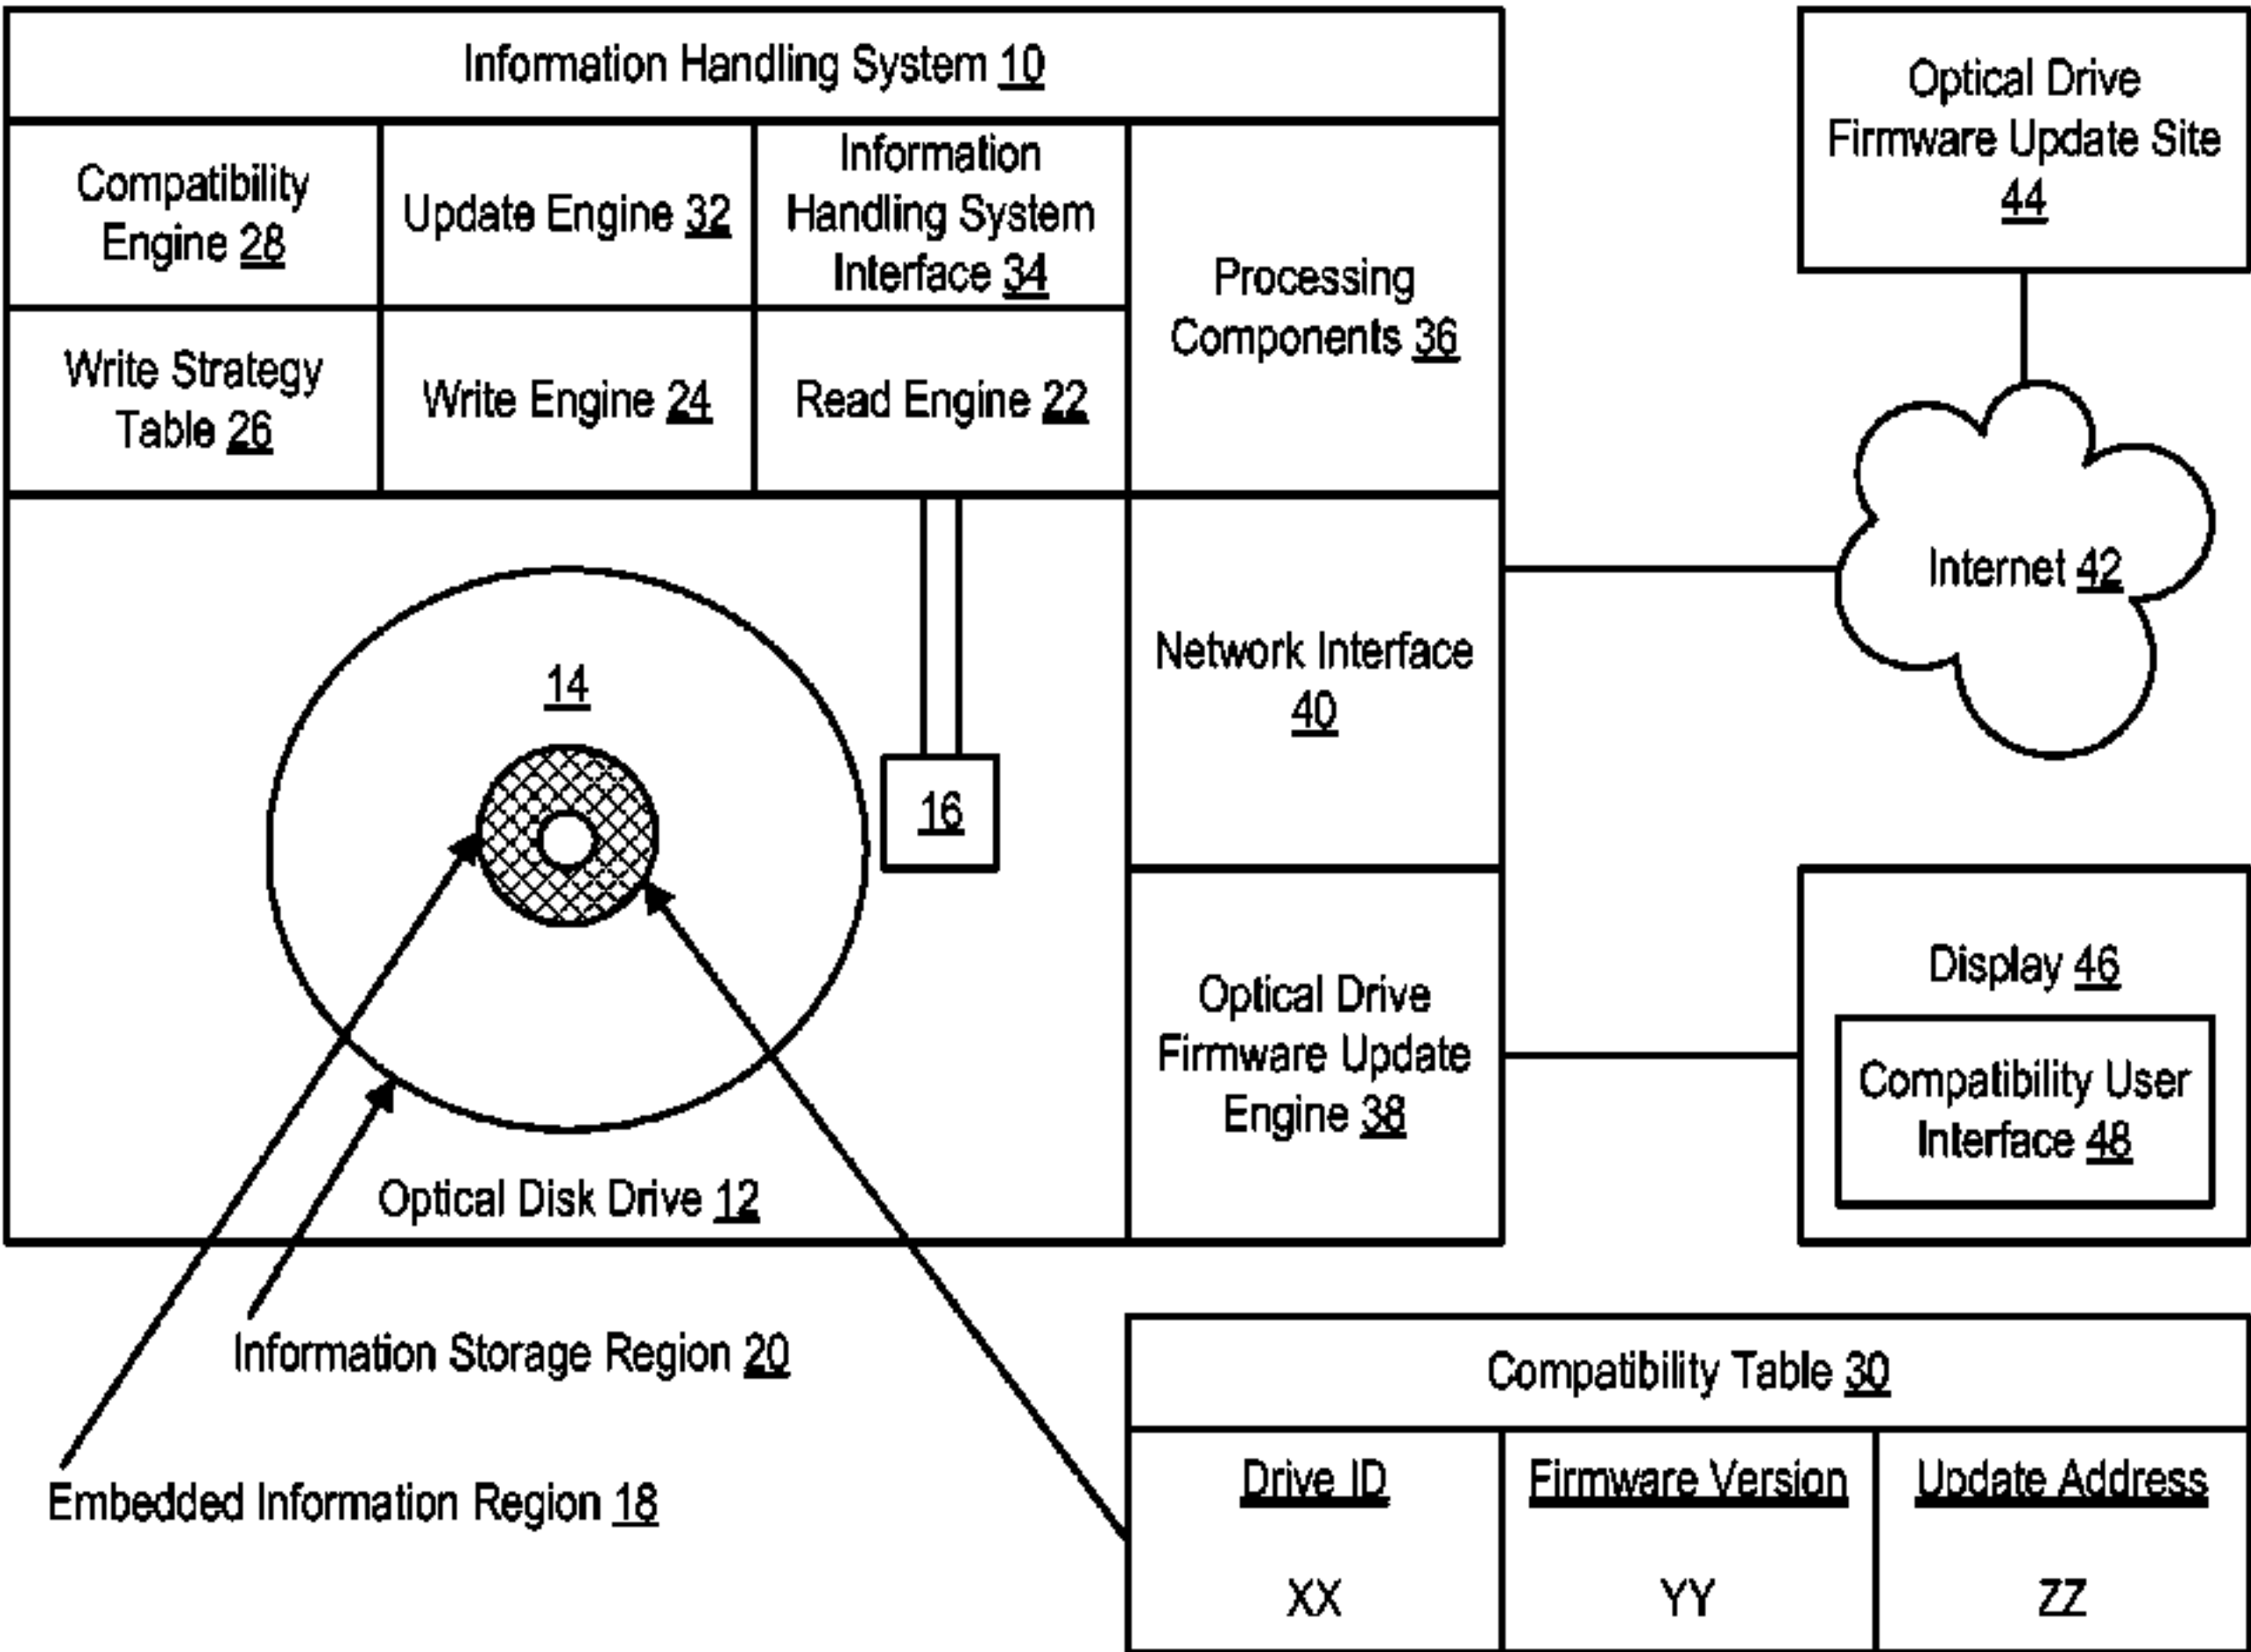 Information Handling System 10
Optical Drive
Firmware Update Site
44
Compatibility
Engine 28
Update Engine 32
Information
Handling System
Interface 34
Processing
Components 36
Write Strategy
Table 26
Write Engine 24
Read Engine 22
Internet 42
14
16
Network Interface
40
Optical Drive
Firmware Update
Engine 38
Display 46
Compatibility User
Interface 48
Optical Disk Drive 12
Information Storage Region 20
Embedded Information Region 18
Compatibility Table 30
Drive ID
Firmware Version
Update Address
XX
YY
ZZ